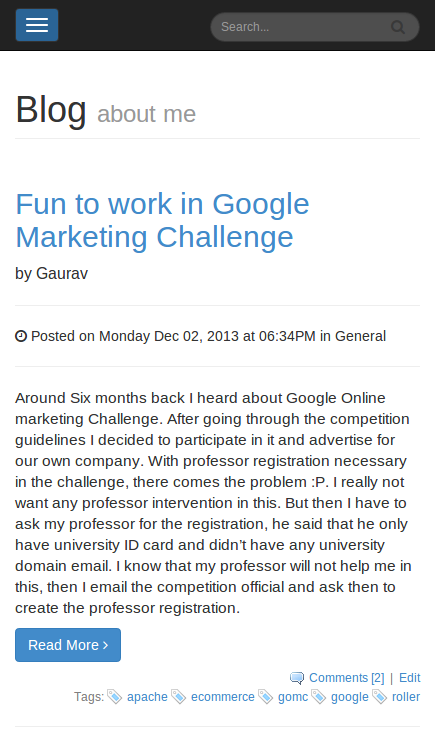 Search...
Blog about me
Fun to work in Google
Marketing Challenge
by Gaurav
Posted on Monday Dec 02, 2013 at 06:34PM in General
Around Six months back I heard about Google Online
marketing Challenge. After going through the competition
guidelines I decided to participate in it and advertise for
our own company. With professor registration necessary
in the challenge, there comes the problem :P. I really not
want any professor intervention in this. But then I have to
ask my professor for the registration, he said that he only
have university ID card and didn't have any university
domain email. I know that my professor will not help me in
this, then I email the competition official and ask then to
create the professor registration.
Read More ›
Comments [2] | Edit
Tags: apache ecommerce gomc google roller